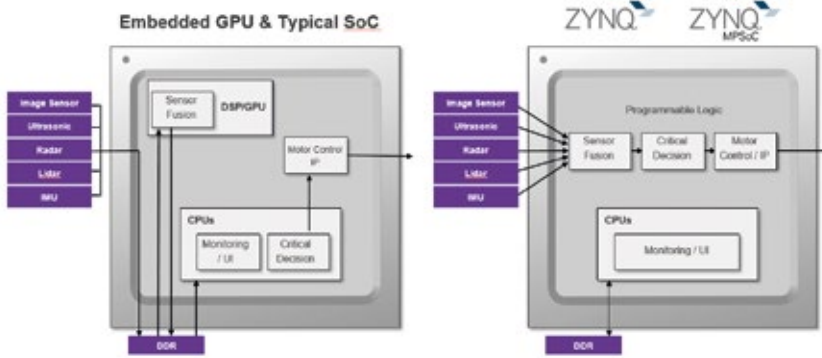 Embedded GPU & Typical SoC
Image Sensor
Ultrasonic
Radar
Lidar
IMU
Sensor
Fusion
DSP/GPU
Motor Control
IP
CPUs
Monitoring
/ UI
Critical
Decision
DDR
ZYNQ
ZYNQ
MPSoC
Image Sensor
Ultrasonic
Radar
Lidar
IMU
Programmable Logic
Sensor
Fusion
Critical
Decision
Motor
Control / IP
CPUs
Monitoring / UI
DDR